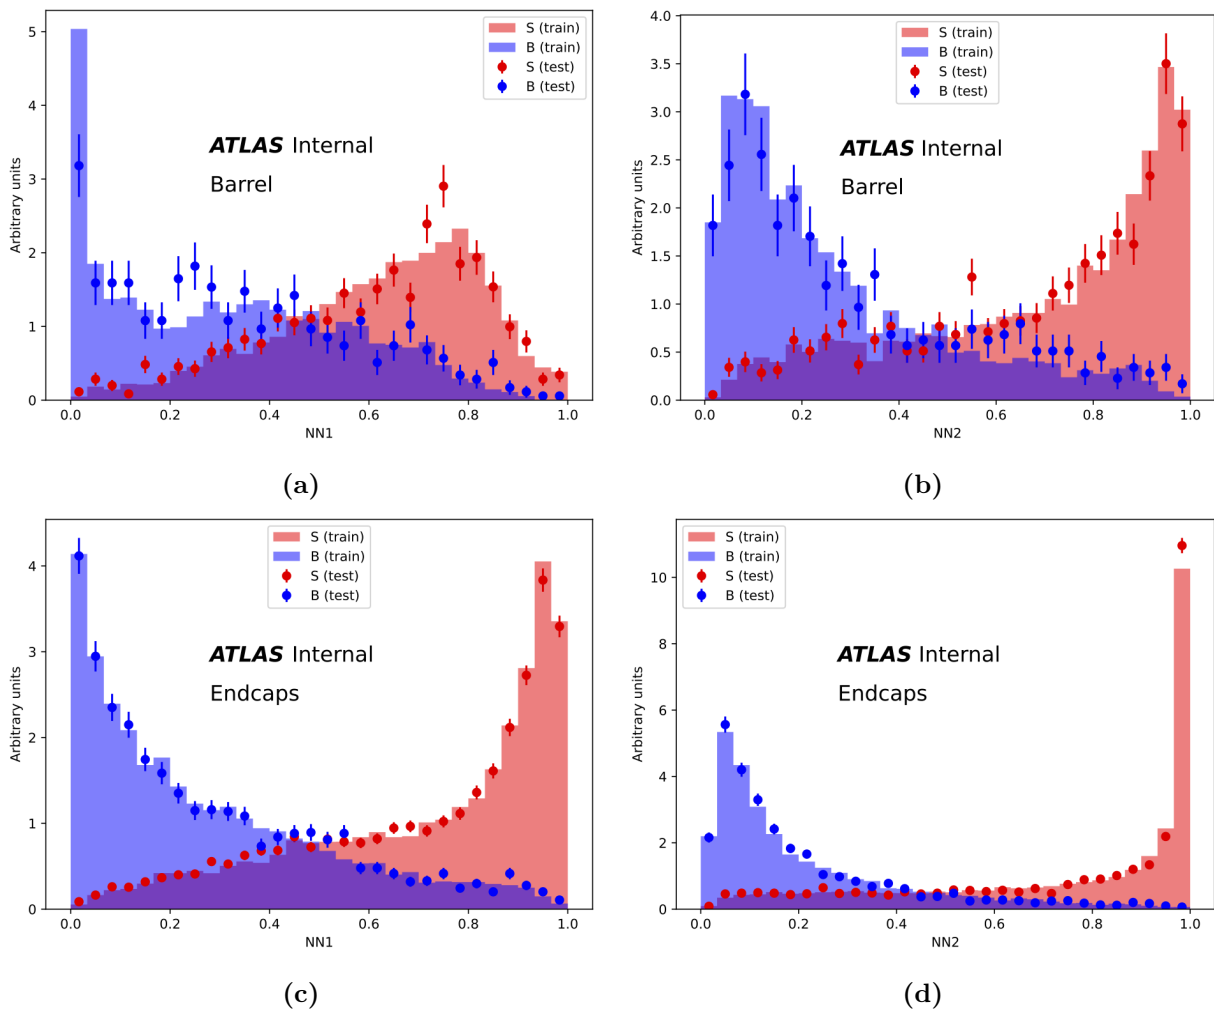 S (train)
B (train)
S (test)
B (test)
ATLAS Internal
Barrel
Arbitrary units
5
4
3
2
1
0
0.0 0.2 0.4 0.6 0.8 1.0
NN1
(a)
S (train)
B (train)
S (test)
B (test)
ATLAS Internal
Barrel
Arbitrary units
4.0
3.5
3.0
2.5
2.0
1.5
1.0
0.5
0.0
0.0 0.2 0.4 0.6 0.8 1.0
NN2
(b)
S (train)
B (train)
S (test)
B (test)
ATLAS Internal
Endcaps
Arbitrary units
4
3
2
1
0
0.0 0.2 0.4 0.6 0.8 1.0
NN1
(c)
S (train)
B (train)
S (test)
B (test)
ATLAS Internal
Endcaps
Arbitrary units
10
8
6
4
2
0
0.0 0.2 0.4 0.6 0.8 1.0
NN2
(d)